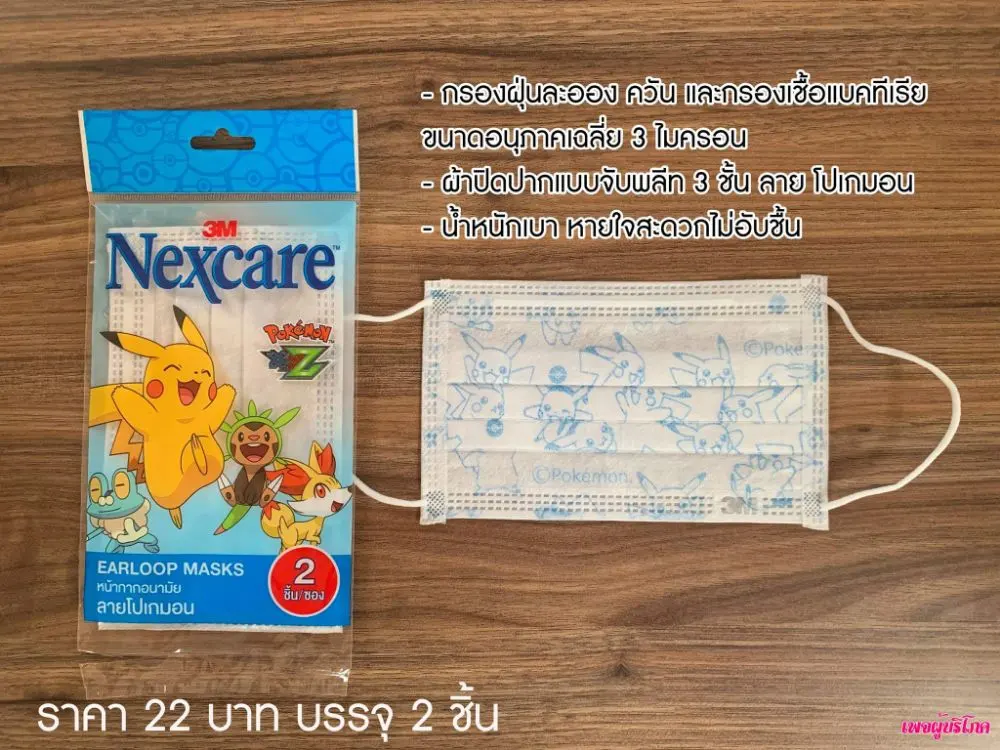 - กรองฝุ่นละออง ควัน และกรองเชื้อแบคทีเรีย
ขนาดอนุภาคเฉลี่ย 3 ไมครอน
- ผ้าปิดปากแบบจับพลีท 3 ชั้น ลาย โปเกมอน
- น้ำหนักเบา หายใจสะดวกไม่อับชื้น
3M
Nexcare™
POKéMON
XYZ
EARLOOP MASKS
หน้ากากอนามัย
ลายโปเกมอน
2
ชิ้น/ซอง
©Poke
©Pokémon.
3M 3M
ราคา 22 บาท บรรจุ 2 ชิ้น
เพจผู้บริโภค